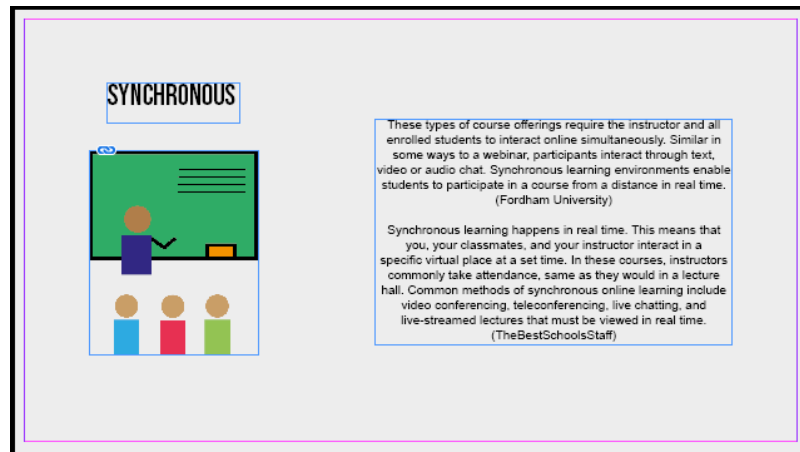 SYNCHRONOUS
These types of course offerings require the instructor and all
enrolled students to interact online simultaneously. Similar in
some ways to a webinar, participants interact through text,
video or audio chat. Synchronous learning environments enable
students to participate in a course from a distance in real time.
(Fordham University)
Synchronous learning happens in real time. This means that
you, your classmates, and your instructor interact in a
specific virtual place at a set time. In these courses, instructors
commonly take attendance, same as they would in a lecture
hall. Common methods of synchronous online learning include
video conferencing, teleconferencing, live chatting, and
live-streamed lectures that must be viewed in real time.
(TheBestSchoolsStaff)